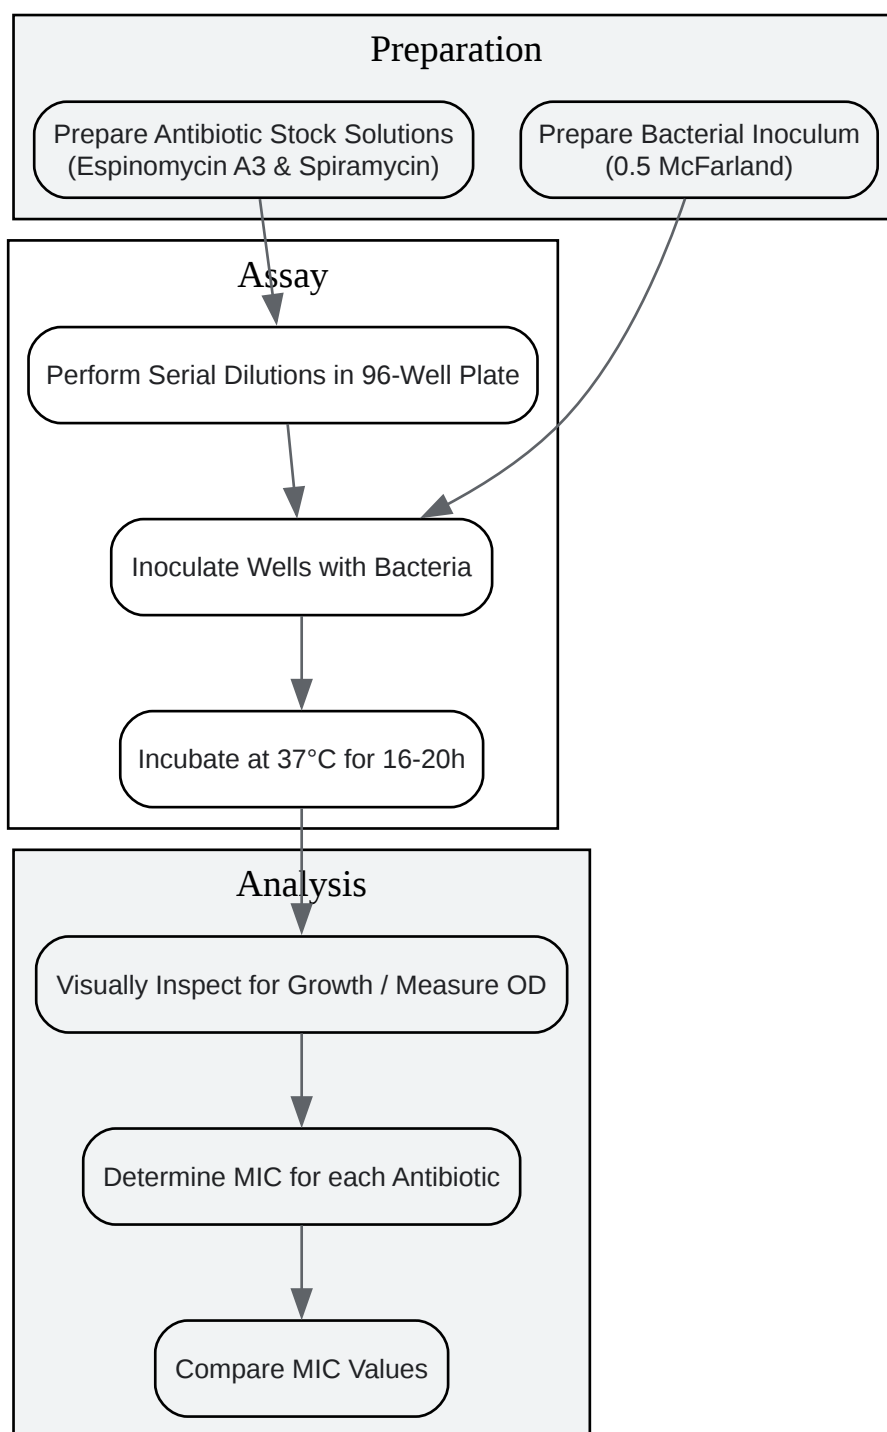 Preparation
Prepare Antibiotic Stock Solutions
(Espinomycin A3 & Spiramycin)
Prepare Bacterial Inoculum
(0.5 McFarland)
Assay
Perform Serial Dilutions in 96-Well Plate
Inoculate Wells with Bacteria
Incubate at 37°C for 16-20h
Analysis
Visually Inspect for Growth / Measure OD
Determine MIC for each Antibiotic
Compare MIC Values